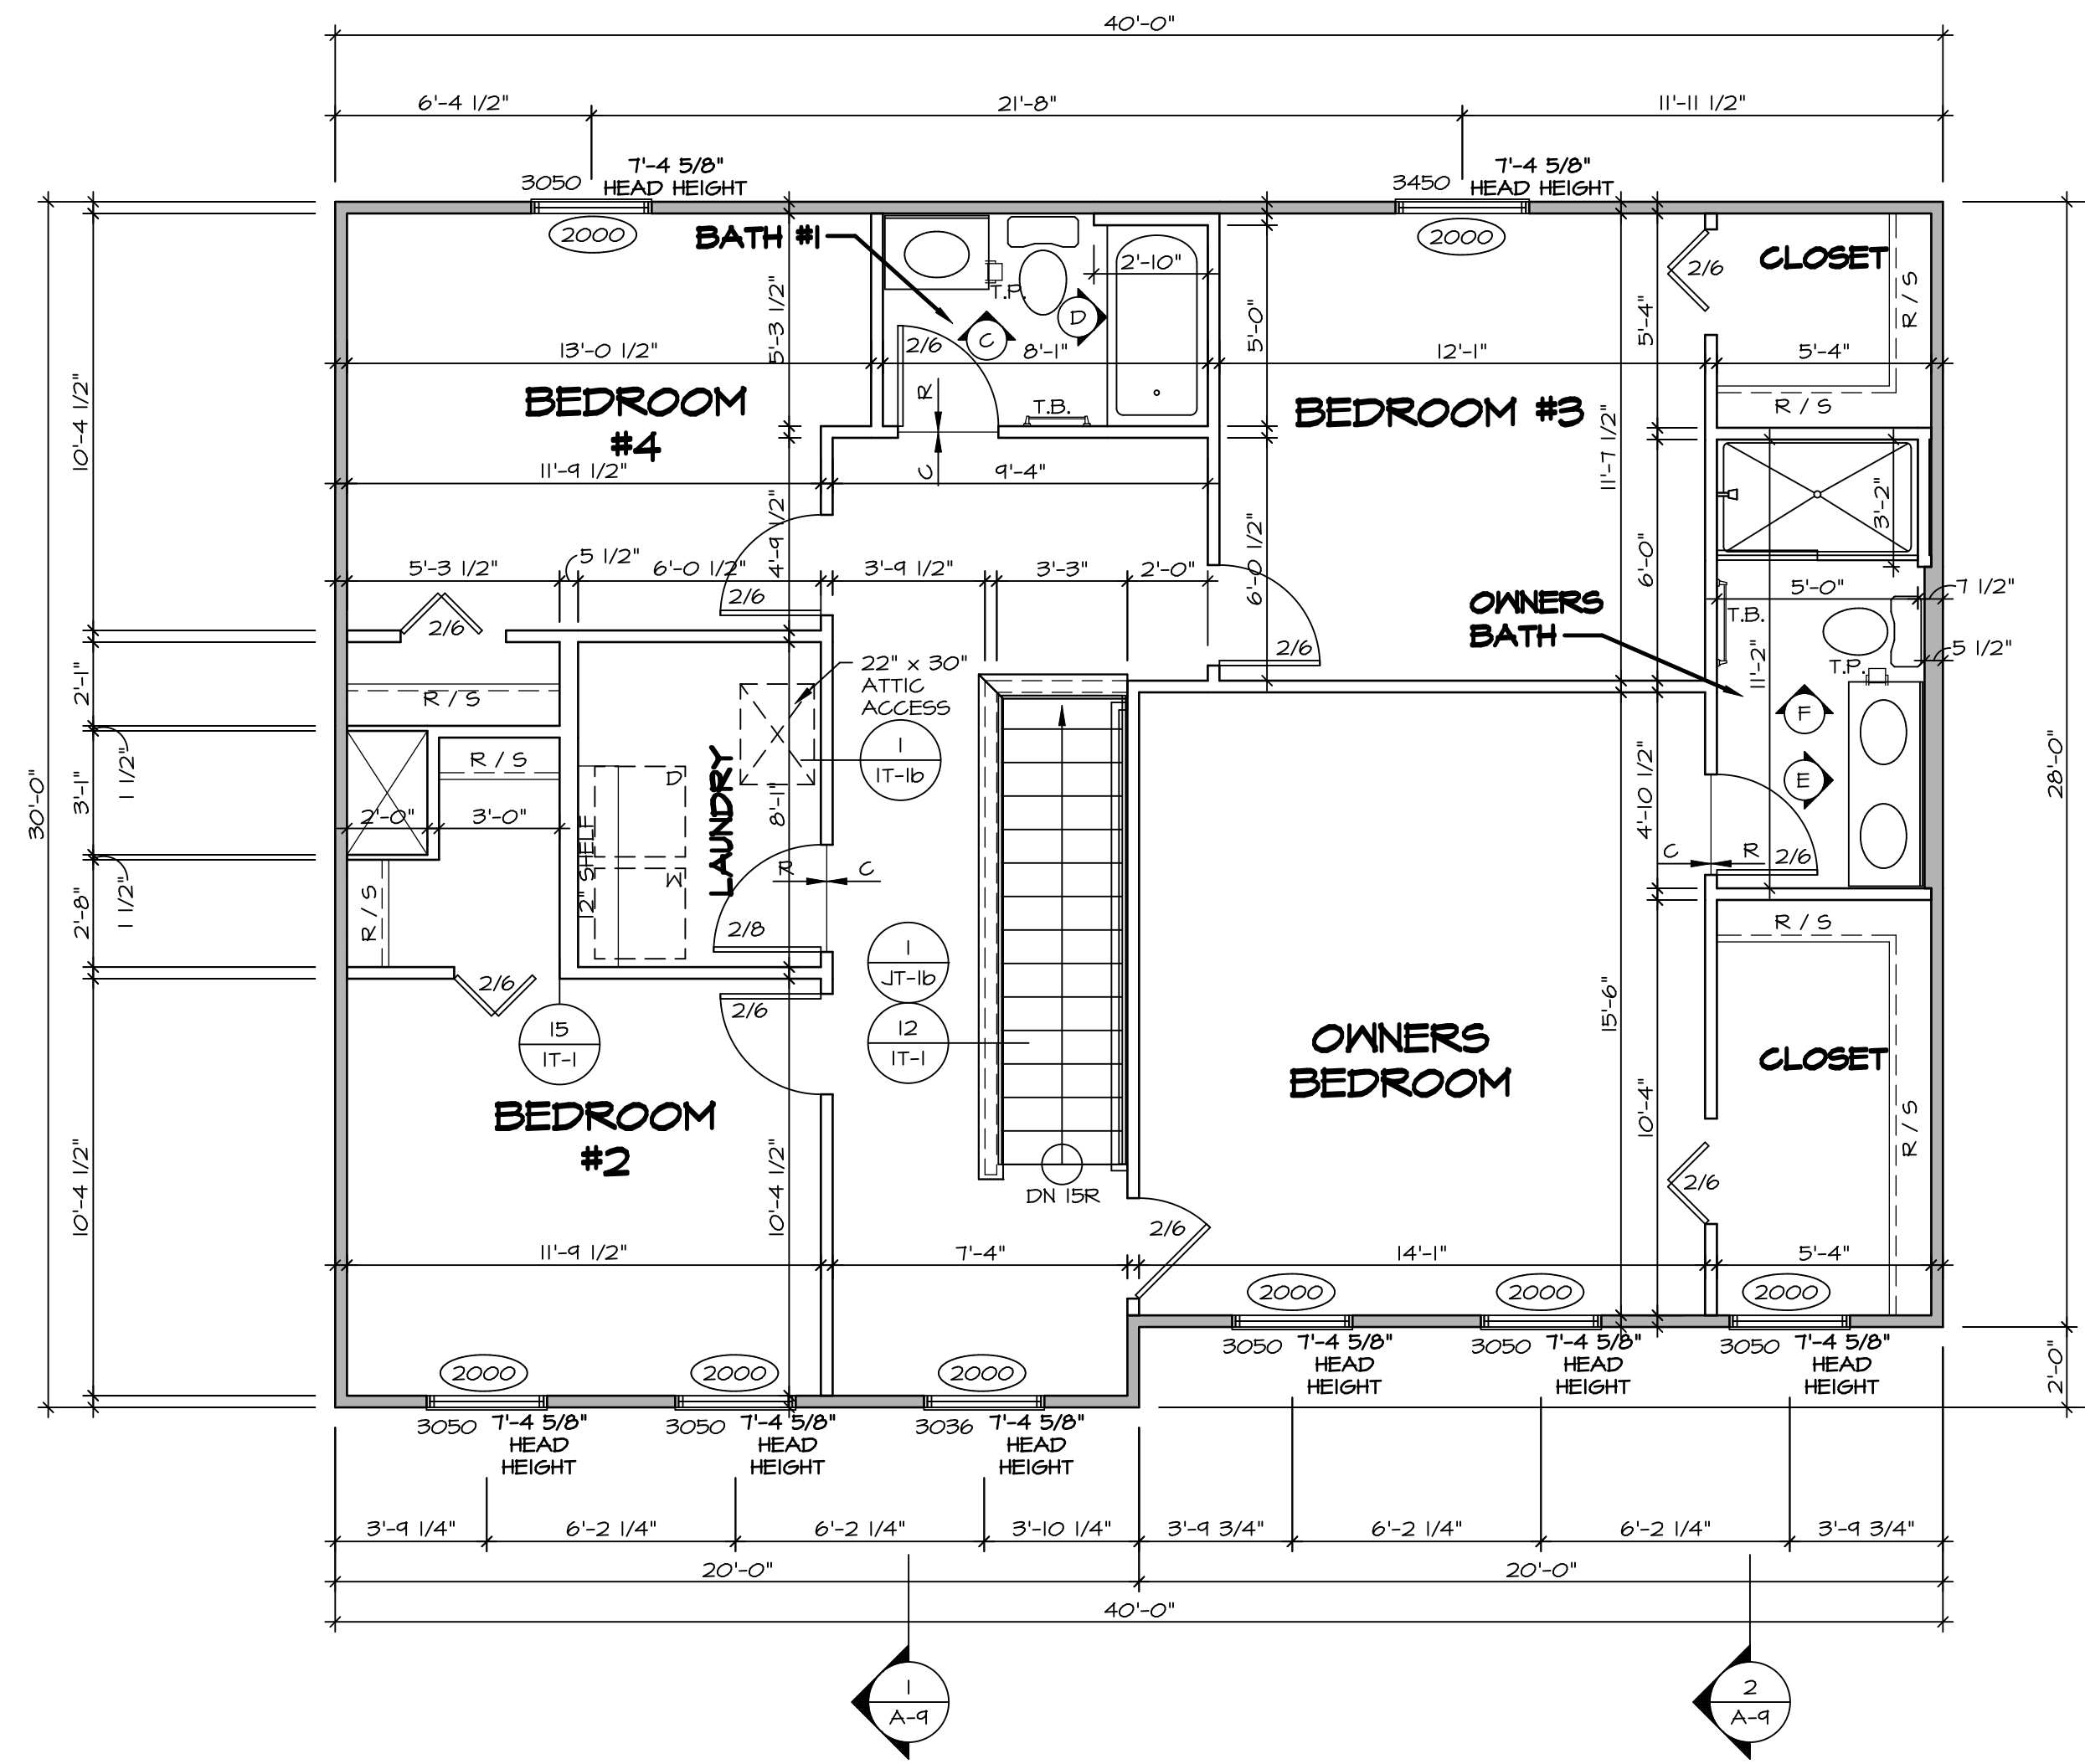 40'-0"
6'-4 1/2"
21'-8"
11'-11 1/2"
3050
7'-4 5/8"
HEAD HEIGHT
3450
7'-4 5/8"
HEAD HEIGHT
2000
BATH #1
2000
CLOSET
2/6
2'-10"
T.P.
D
C
R / S
5'-3 1/2"
5'-0"
5'-4"
13'-0 1/2"
2/6
8'-1"
12'-1"
5'-4"
BEDROOM
#4
R
T.B.
BEDROOM #3
R / S
10'-4 1/2"
11'-9 1/2"
C
9'-4"
11'-7 1/2"
3'-2"
4'-9 1/2"
6'-0 1/2"
6'-0"
5'-3 1/2"
5 1/2"
6'-0 1/2"
3'-9 1/2"
3'-3"
2'-0"
5'-0"
7 1/2"
2/6
2/6
OWNERS
BATH
T.B.
2/6
5 1/2"
T.P.
11'-2"
22" x 30"
ATTIC
ACCESS
2'-1"
R / S
F
1
1T-1b
R / S
D
LAUNDRY
E
30'-0"
28'-0"
1 1/2"
3'-1"
2'-0"
3'-0"
8'-1"
4'-10 1/2"
12" SHELF
W
R
C
C
R
2/6
1 1/2"
2'-8"
R / S
2/8
R / S
1
JT-1b
2/6
2/6
15
1T-1
12
1T-1
15'-6"
OWNERS
BEDROOM
CLOSET
BEDROOM
#2
10'-4"
R / S
10'-4 1/2"
10'-4 1/2"
DN 15R
2/6
2/6
11'-9 1/2"
7'-4"
14'-1"
5'-4"
2000
2000
2000
3050
7'-4 5/8"
HEAD
HEIGHT
3050
7'-4 5/8"
HEAD
HEIGHT
3050
7'-4 5/8"
HEAD
HEIGHT
2'-0"
2000
2000
2000
3050
7'-4 5/8"
HEAD
HEIGHT
3050
7'-4 5/8"
HEAD
HEIGHT
3036
7'-4 5/8"
HEAD
HEIGHT
3'-9 1/4"
6'-2 1/4"
6'-2 1/4"
3'-10 1/4"
3'-9 3/4"
6'-2 1/4"
6'-2 1/4"
3'-9 3/4"
20'-0"
20'-0"
40'-0"
1
A-9
2
A-9